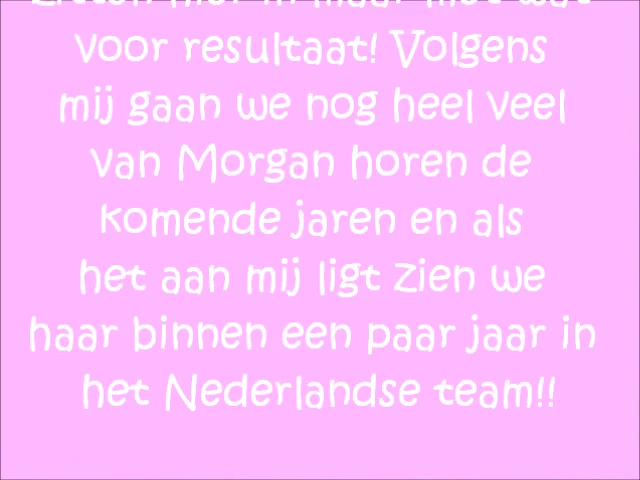 voor resultaat! Volgens
mij gaan we nog heel veel
van Morgan horen de
komende jaren en als
het aan mij ligt zien we
haar binnen een paar jaar in
het Nederlandse team!!